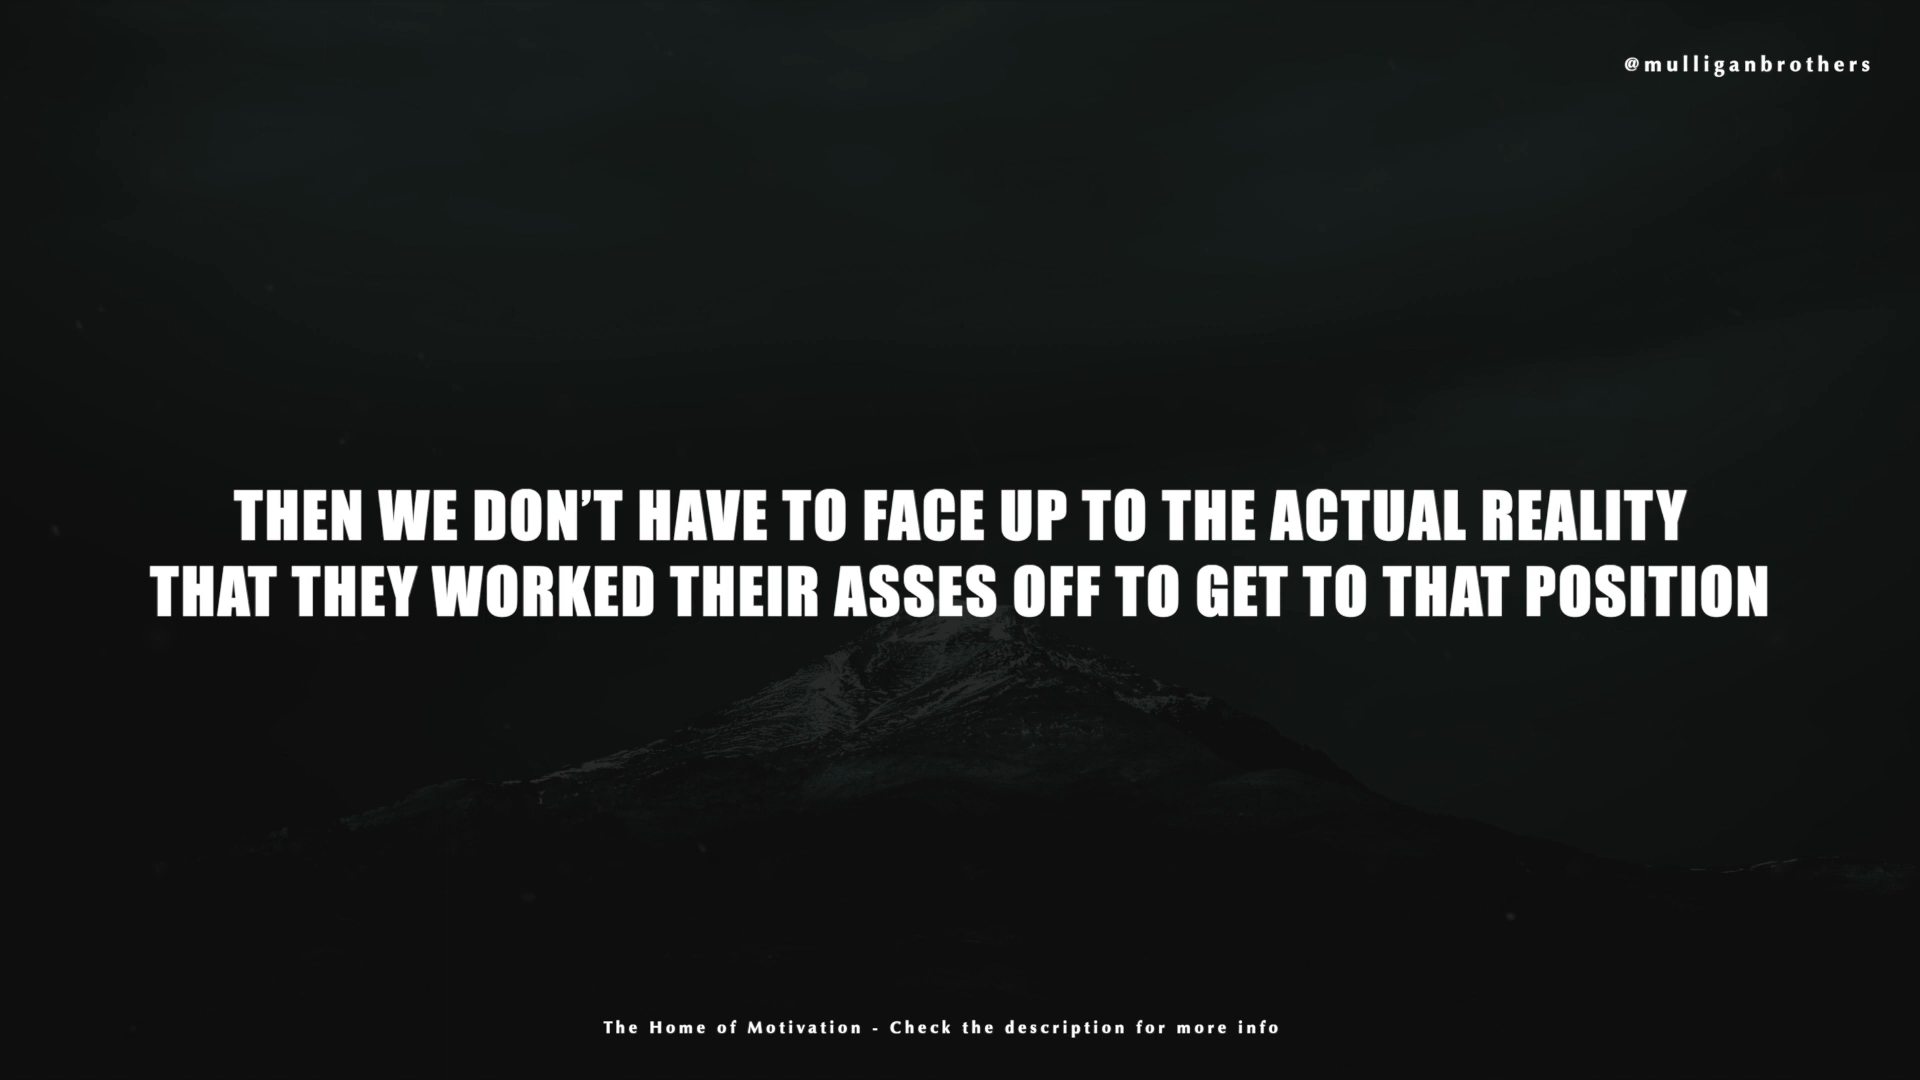 @mulliganbrothers
THEN WE DON’T HAVE TO FACE UP TO THE ACTUAL REALITY
THAT THEY WORKED THEIR ASSES OFF TO GET TO THAT POSITION
The Home of Motivation - Check the description for more info